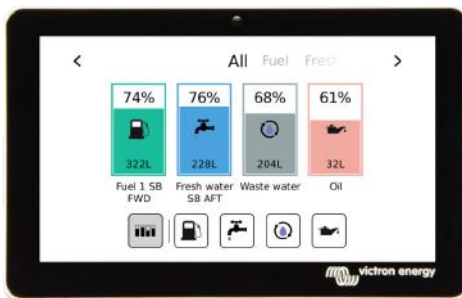 < All Fuel Fresh >
74% 76% 68% 61%
322L 228L 204L 32L
Fuel 1 SB Fresh water Waste water Oil
FWD SB AFT
victron energy